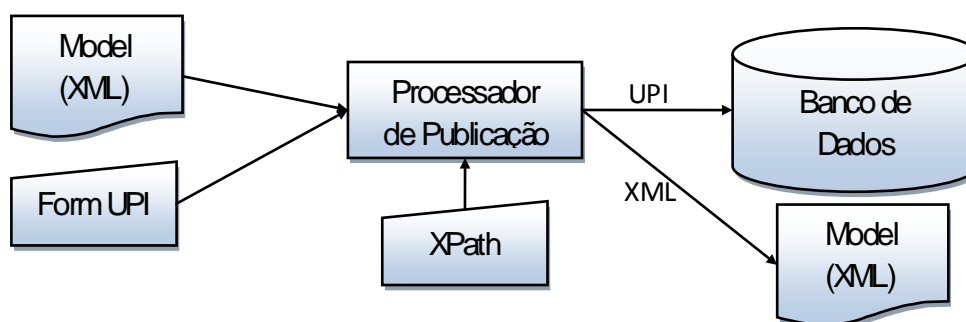 Model
(XML)
Form UPI
Processador
de Publicação
XPath
UPI
XML
Banco de
Dados
Model
(XML)